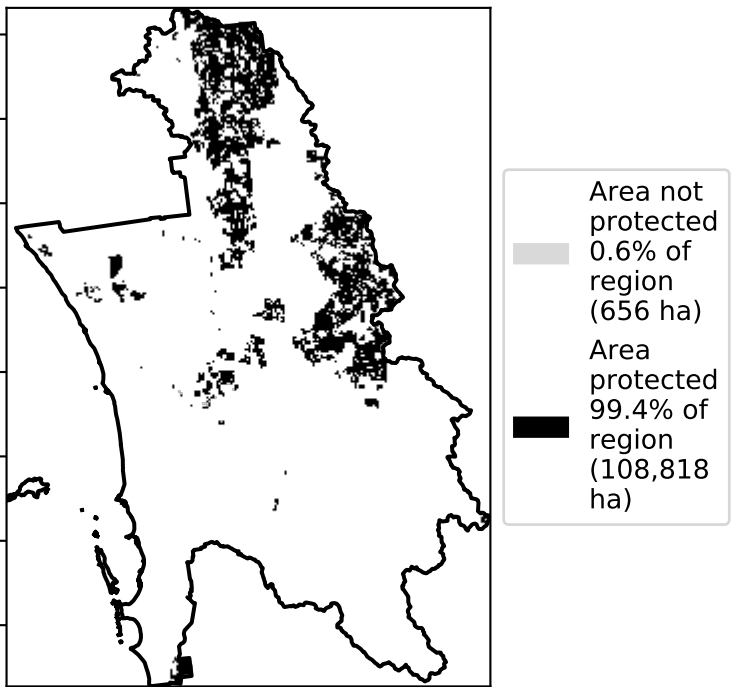 Area not
protected
0.6% of
region
(656 ha)
Area
protected
99.4% of
region
(108,818
ha)